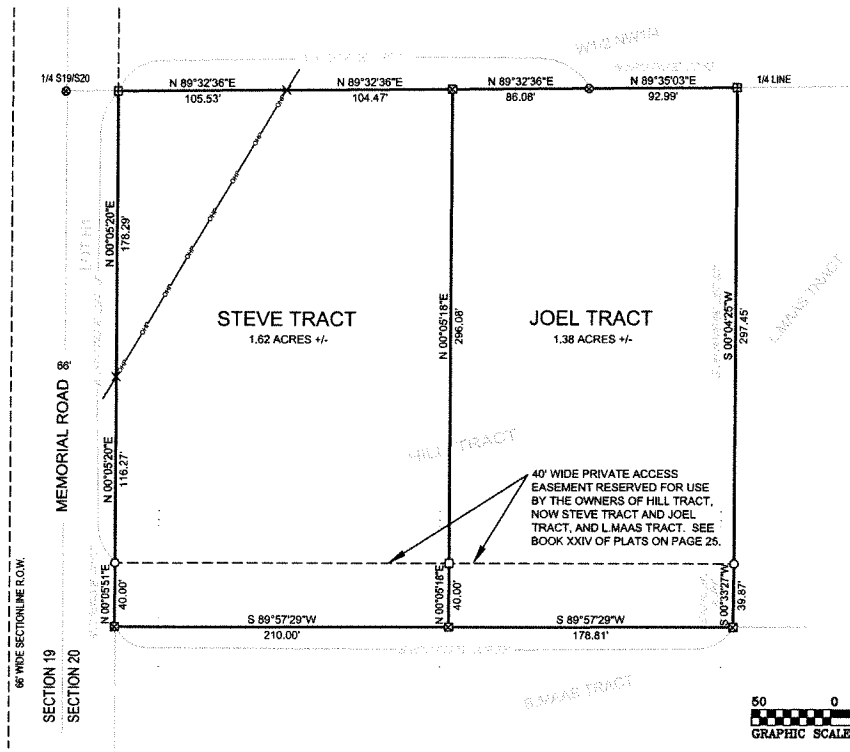 W1/2 NW1/4
1/4 S19/S20
N 89°32'36"E
105.53'
N 89°32'36"E
104.47'
N 89°32'36"E
86.08'
N 89°35'03"E
92.99'
1/4 LINE
N 00°05'20"E
178.29'
LOT H1
STEVE TRACT
1.62 ACRES +/-
N 00°05'18"E
296.08'
JOEL TRACT
1.38 ACRES +/-
S 00°04'25"W
297.45'
L.MAAS TRACT
MEMORIAL ROAD 66'
N 00°05'20"E
116.27'
HILL TRACT
40' WIDE PRIVATE ACCESS
EASEMENT RESERVED FOR USE
BY THE OWNERS OF HILL TRACT,
NOW STEVE TRACT AND JOEL
TRACT, AND L.MAAS TRACT. SEE
BOOK XXIV OF PLATS ON PAGE 25.
66' WIDE SECTIONLINE R.O.W.
N 00°05'51"E
40.00'
N 00°05'18"E
40.00'
S 00°33'27"W
39.87'
S 89°57'29"W
210.00'
S 89°57'29"W
178.81'
SECTION 19
SECTION 20
B.MAAS TRACT
50 0
GRAPHIC SCALE